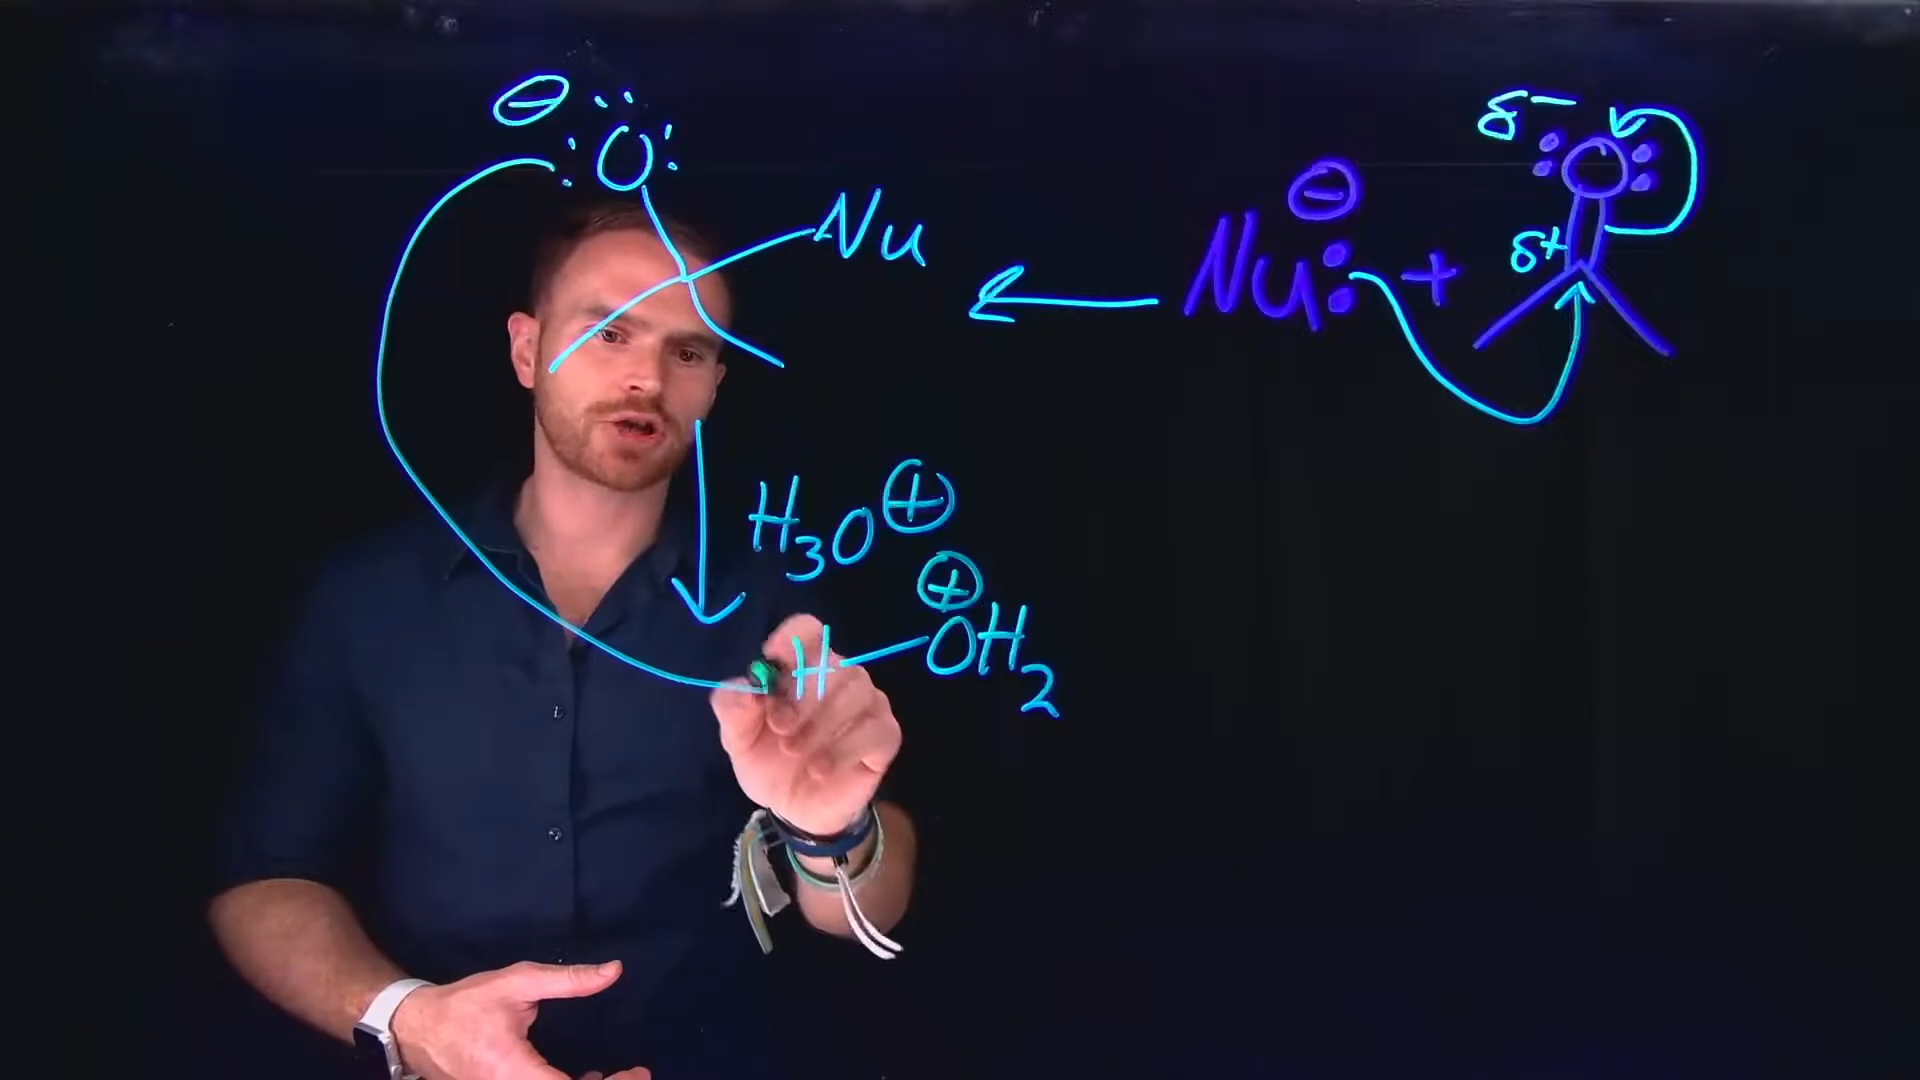 ⊖ O Nu
Nu:⊖ + O δ− δ+
H₃O⊕
H—OH₂ ⊕